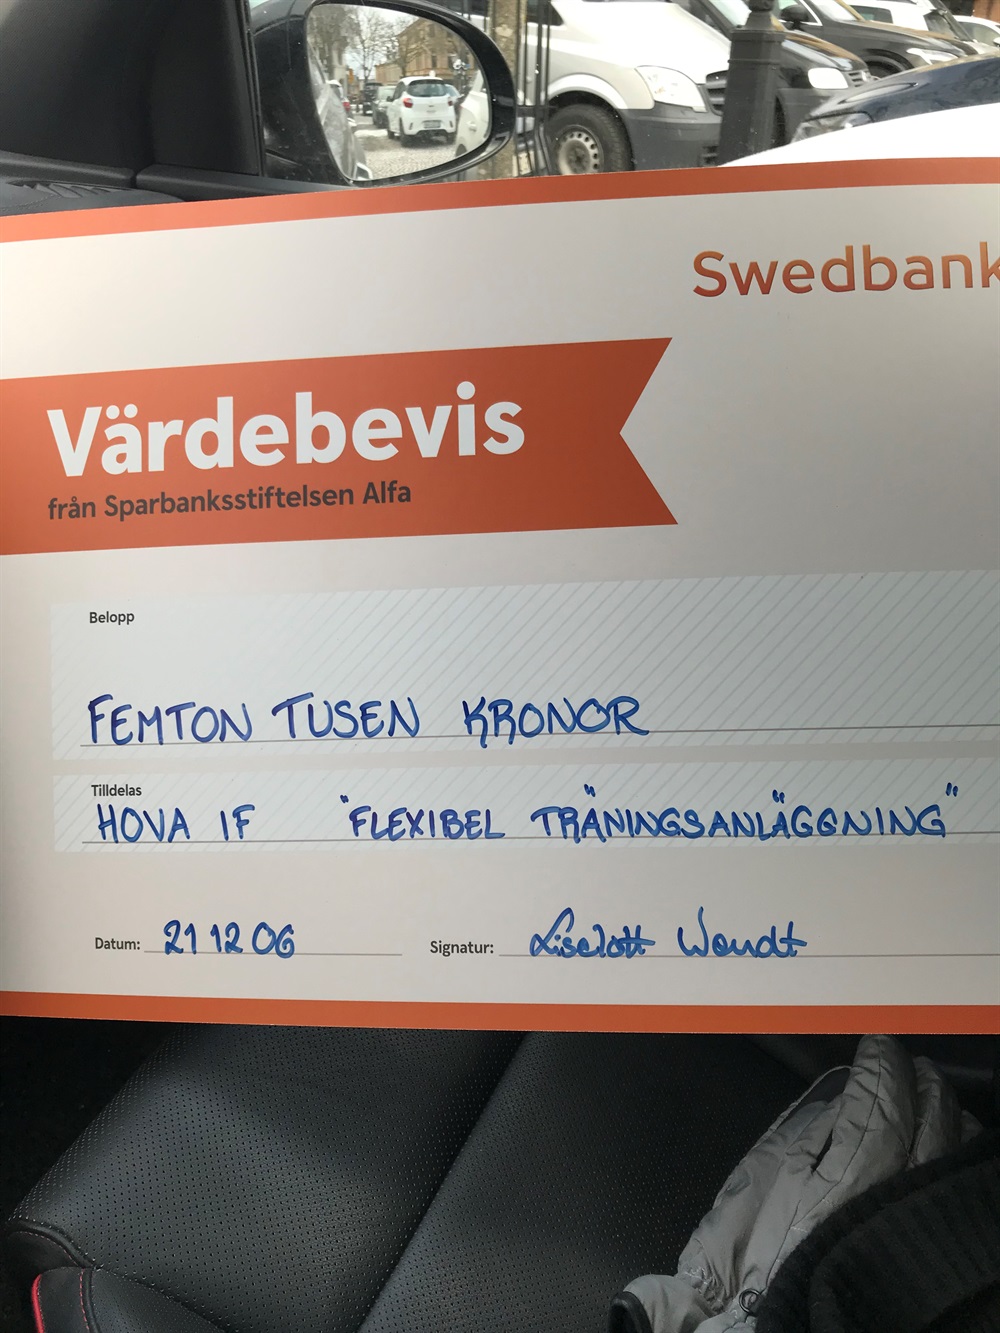 Swedbank
Värdebevis
från Sparbanksstiftelsen Alfa
Belopp
FEMTON TUSEN KRONOR
Tilldelas
HOVA IF "FLEXIBEL TRÄNINGSANLÄGGNING"
Datum: 21 12 06 Signatur: Liselott Wendt